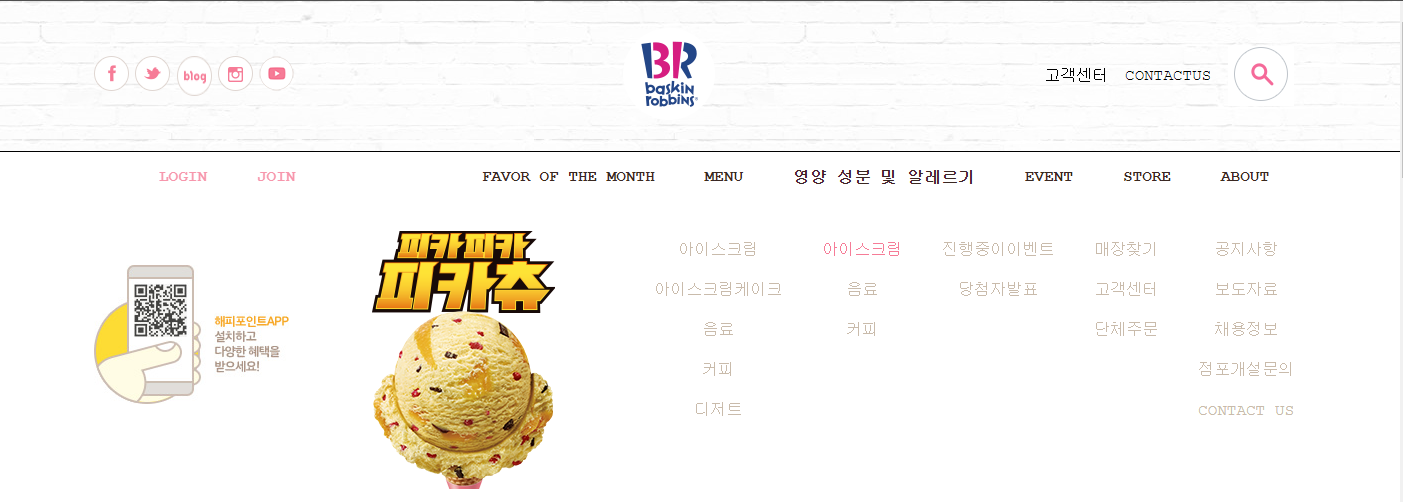 blog
BR
baskin
robbins
고객센터 CONTACTUS
LOGIN JOIN
FAVOR OF THE MONTH MENU 영양 성분 및 알레르기 EVENT STORE ABOUT
해피포인트APP
설치하고
다양한 혜택을
받으세요!
피카피카
피카츄
아이스크림 아이스크림 진행중이이벤트 매장찾기 공지사항
아이스크림케이크 음료 당첨자발표 고객센터 보도자료
음료 커피 단체주문 채용정보
커피 점포개설문의
디저트 CONTACT US